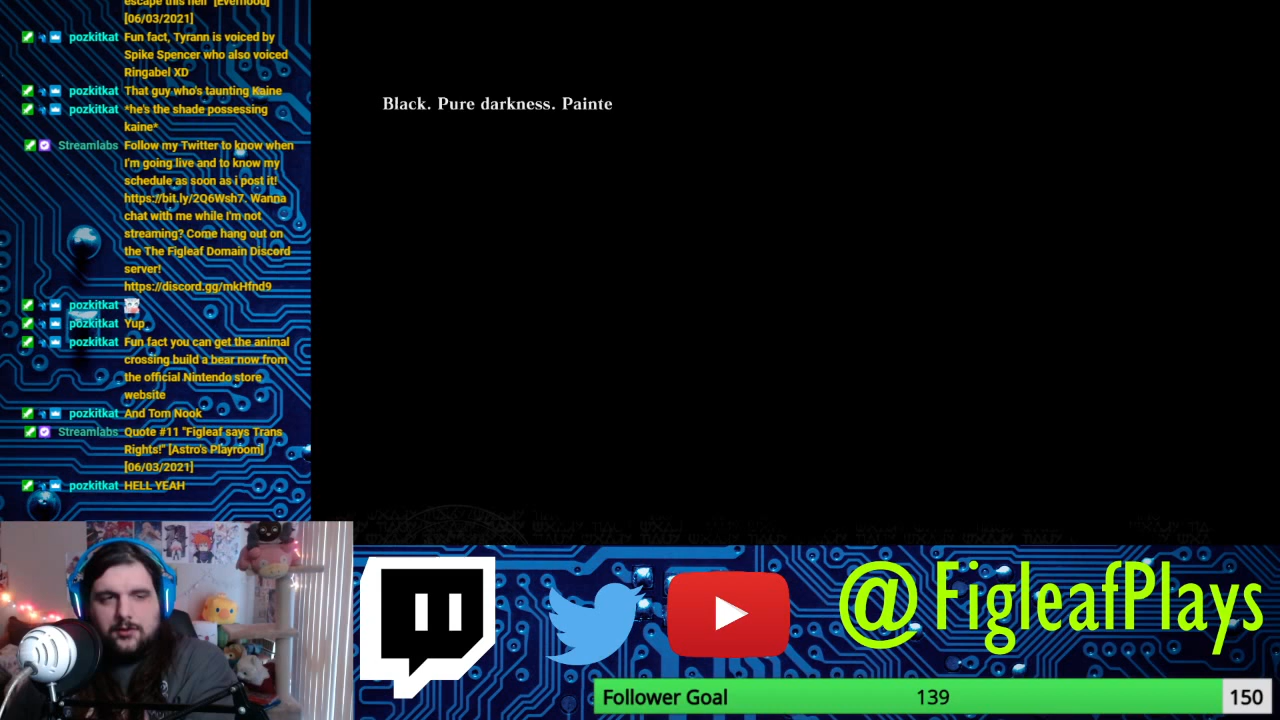 escape this hell" [Everhood]
[06/03/2021]
pozkitkat Fun fact, Tyrann is voiced by
Spike Spencer who also voiced
Ringabel XD
pozkitkat That guy who's taunting Kaine
pozkitkat *he's the shade possessing
kaine*
Streamlabs Follow my Twitter to know when
I'm going live and to know my
schedule as soon as i post it!
https://bit.ly/2Q6Wsh7. Wanna
chat with me while I'm not
streaming? Come hang out on
the The Figleaf Domain Discord
server!
https://discord.gg/mkHfnd9
pozkitkat
pozkitkat Yup
pozkitkat Fun fact you can get the animal
crossing build a bear now from
the official Nintendo store
website
pozkitkat And Tom Nook
Streamlabs Quote #11 "Figleaf says Trans
Rights!" [Astro's Playroom]
[06/03/2021]
pozkitkat HELL YEAH
Black. Pure darkness. Painte
@FigleafPlays
Follower Goal 139 150